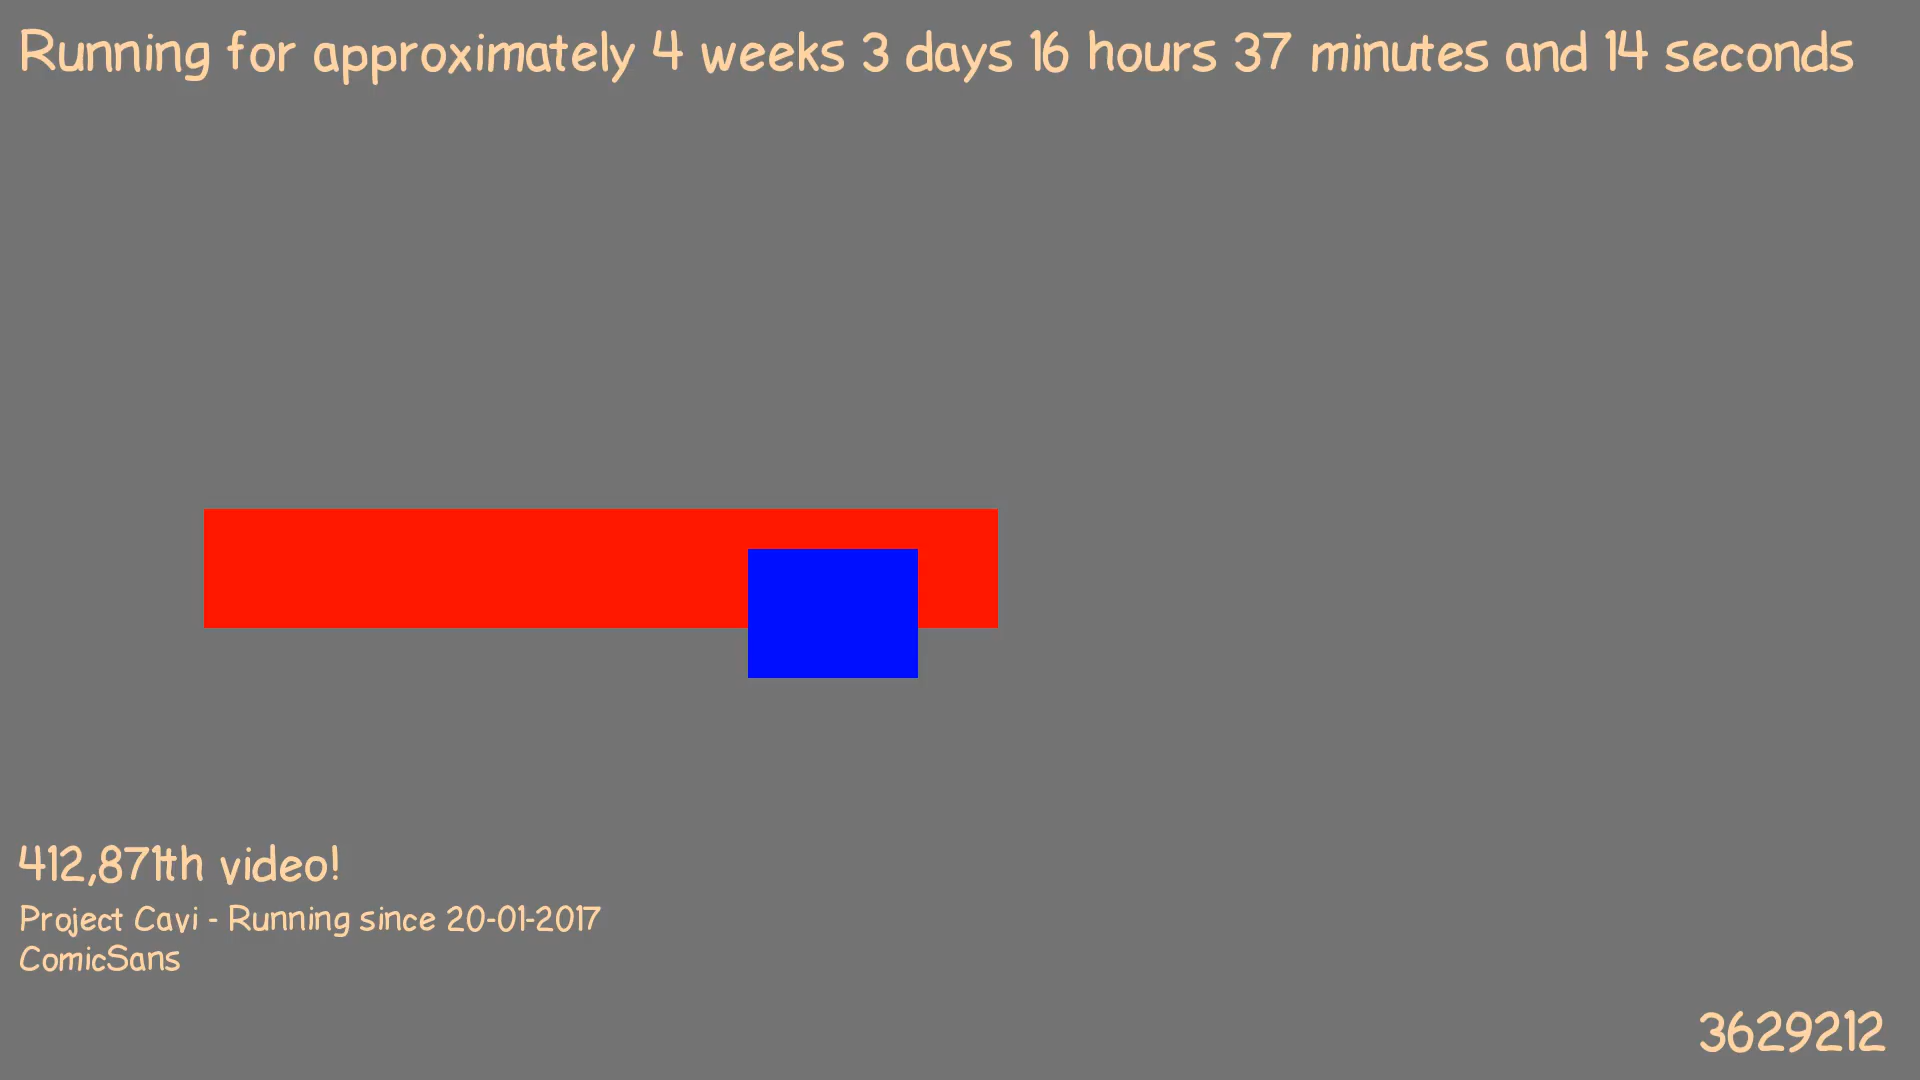 Running for approximately 4 weeks 3 days 16 hours 37 minutes and 14 seconds
412,871th video!
Project Cavi - Running since 20-01-2017
ComicSans
3629212